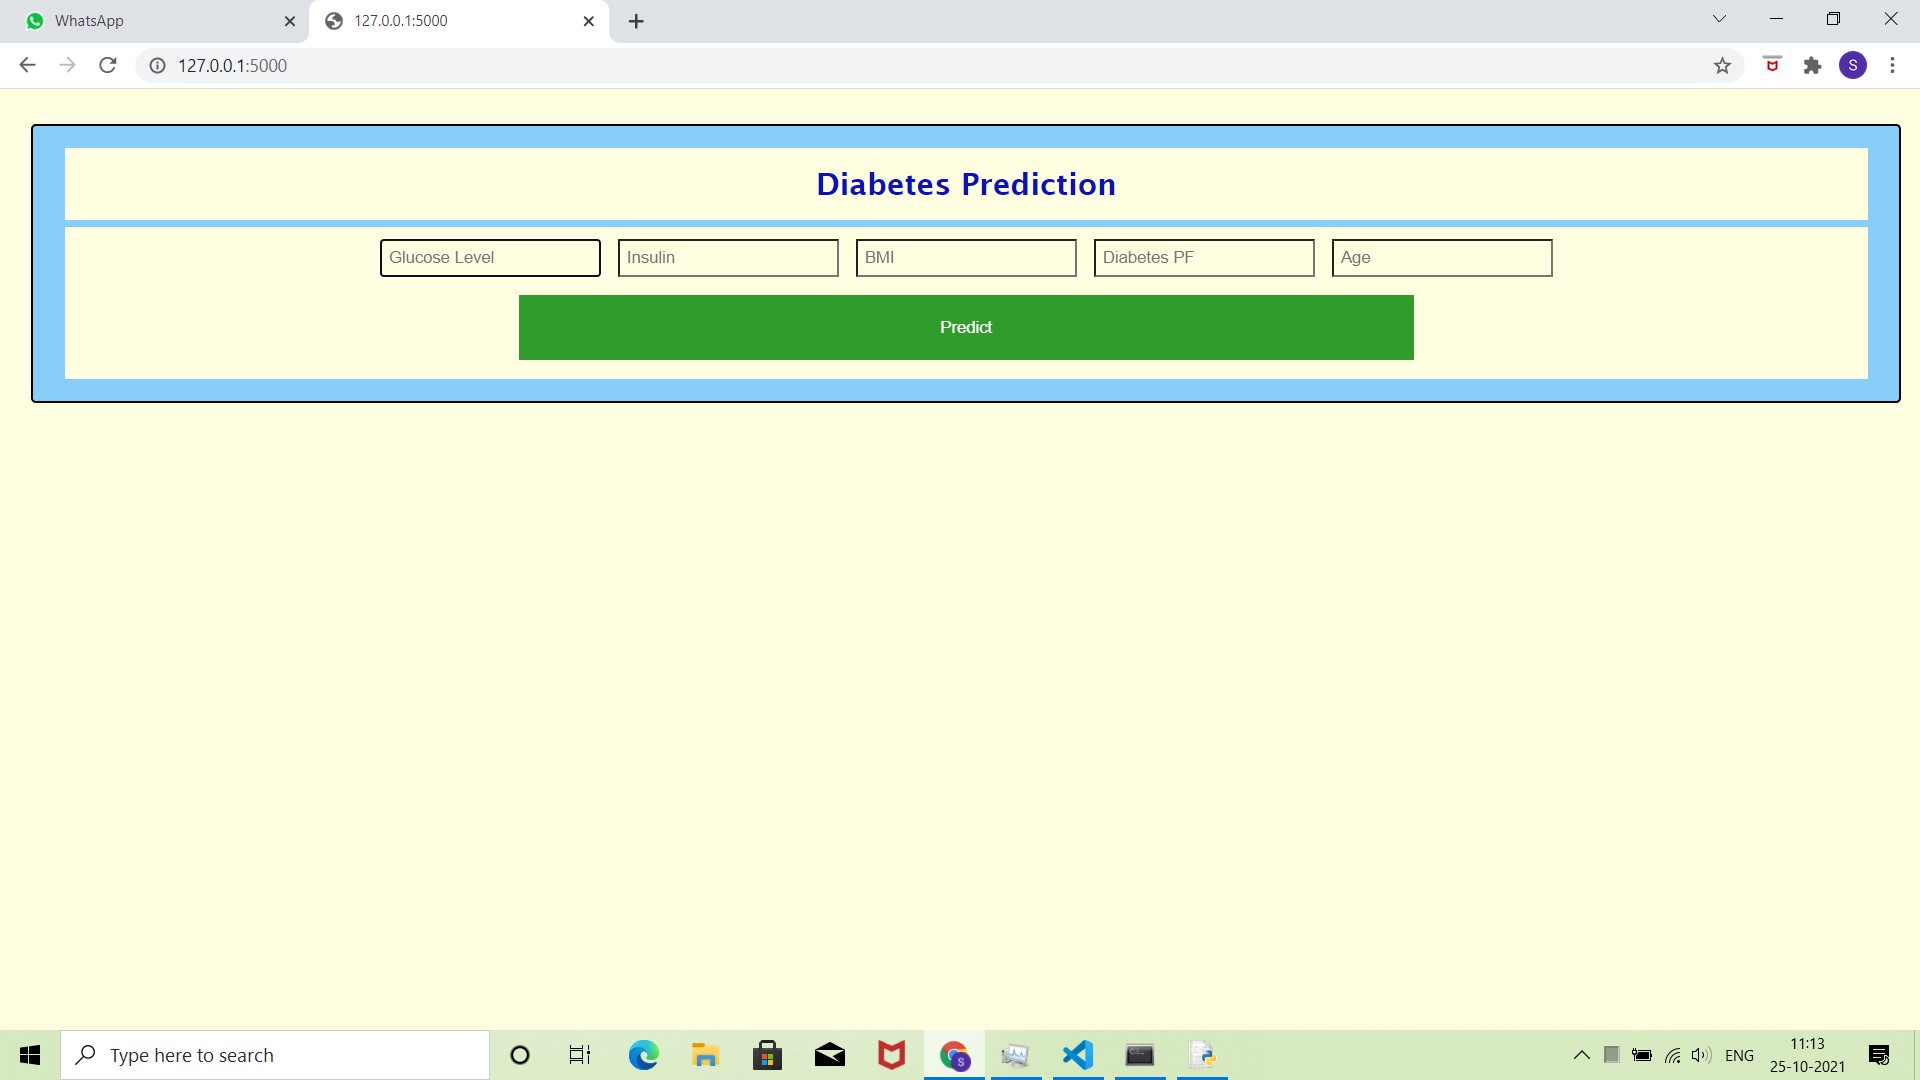 WhatsApp
127.0.0.1:5000
127.0.0.1:5000
S
Diabetes Prediction
Glucose Level Insulin BMI Diabetes PF Age
Predict
Type here to search
S
ENG
11:13
25-10-2021